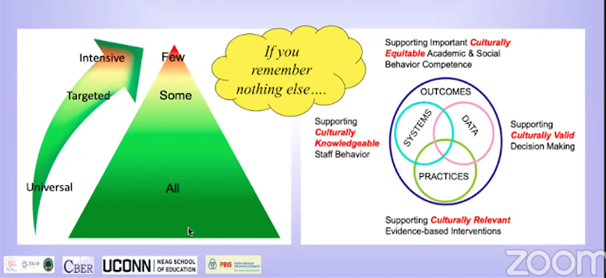 Intensive
Targeted
Universal
Few
Some
All
If you
remember
nothing else....
Supporting Important Culturally
Equitable Academic & Social
Behavior Competence
Supporting
Culturally
Knowledgeable
Staff Behavior
OUTCOMES
SYSTEMS
DATA
PRACTICES
Supporting
Culturally Valid
Decision Making
Supporting Culturally Relevant
Evidence-based Interventions
CBER
UCONN
NEAG SCHOOL
OF EDUCATION
PBIS
zoom